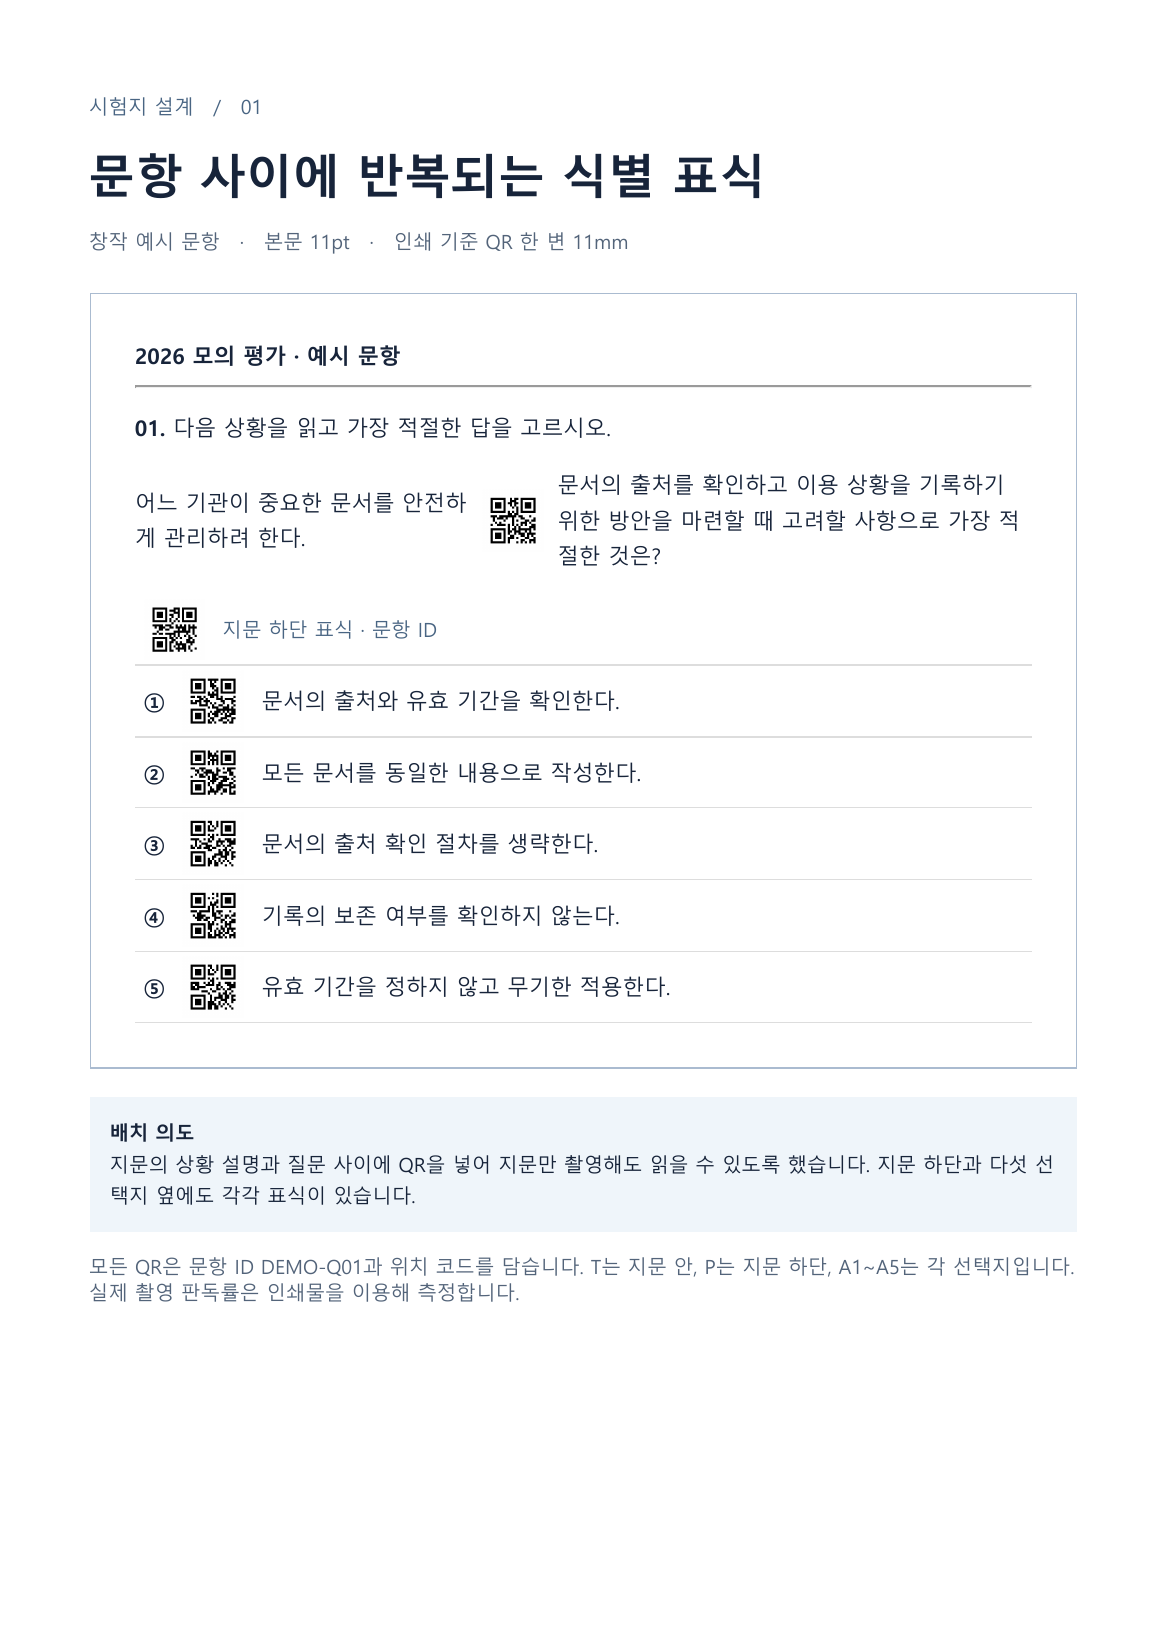 시험지 설계 / 01
문항 사이에 반복되는 식별 표식
창작 예시 문항 · 본문 11pt · 인쇄 기준 QR 한 변 11mm
2026 모의 평가 · 예시 문항
01. 다음 상황을 읽고 가장 적절한 답을 고르시오.
어느 기관이 중요한 문서를 안전하
게 관리하려 한다.
문서의 출처를 확인하고 이용 상황을 기록하기
위한 방안을 마련할 때 고려할 사항으로 가장 적
절한 것은?
지문 하단 표식 · 문항 ID
① 문서의 출처와 유효 기간을 확인한다.
② 모든 문서를 동일한 내용으로 작성한다.
③ 문서의 출처 확인 절차를 생략한다.
④ 기록의 보존 여부를 확인하지 않는다.
⑤ 유효 기간을 정하지 않고 무기한 적용한다.
배치 의도
지문의 상황 설명과 질문 사이에 QR을 넣어 지문만 촬영해도 읽을 수 있도록 했습니다. 지문 하단과 다섯 선
택지 옆에도 각각 표식이 있습니다.
모든 QR은 문항 ID DEMO-Q01과 위치 코드를 담습니다. T는 지문 안, P는 지문 하단, A1~A5는 각 선택지입니다.
실제 촬영 판독률은 인쇄물을 이용해 측정합니다.